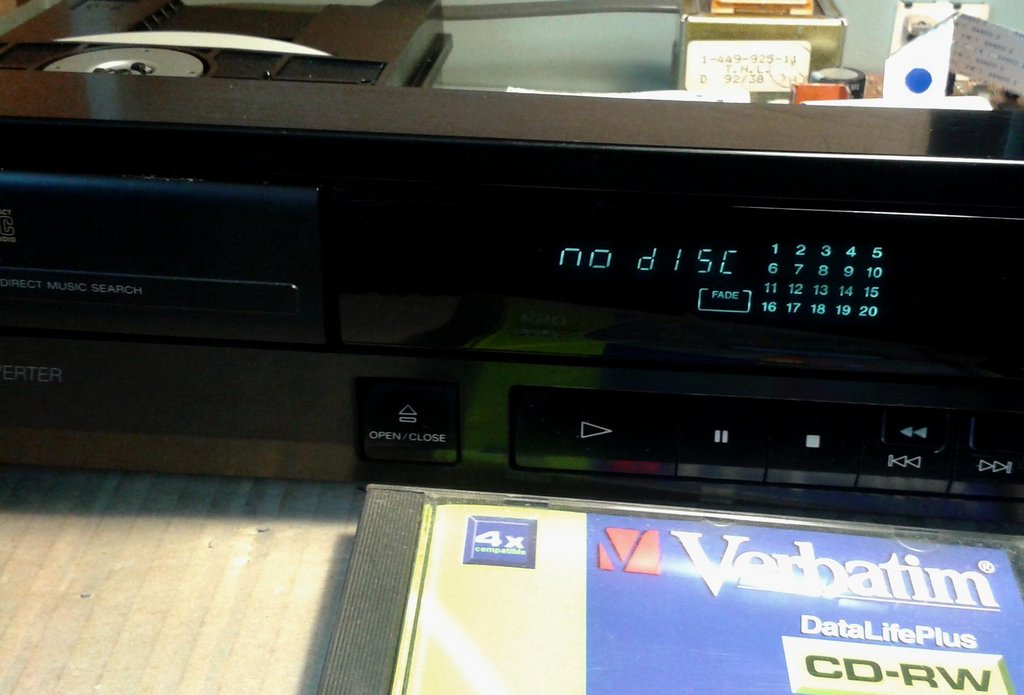 1-449-925-11
T.H.L.
D 92/38
DIRECT MUSIC SEARCH
no dISC
1 2 3 4 5
6 7 8 9 10
11 12 13 14 15
16 17 18 19 20
FADE
VERTER
OPEN/CLOSE
4x
compatible
Verbatim®
DataLifePlus
CD-RW